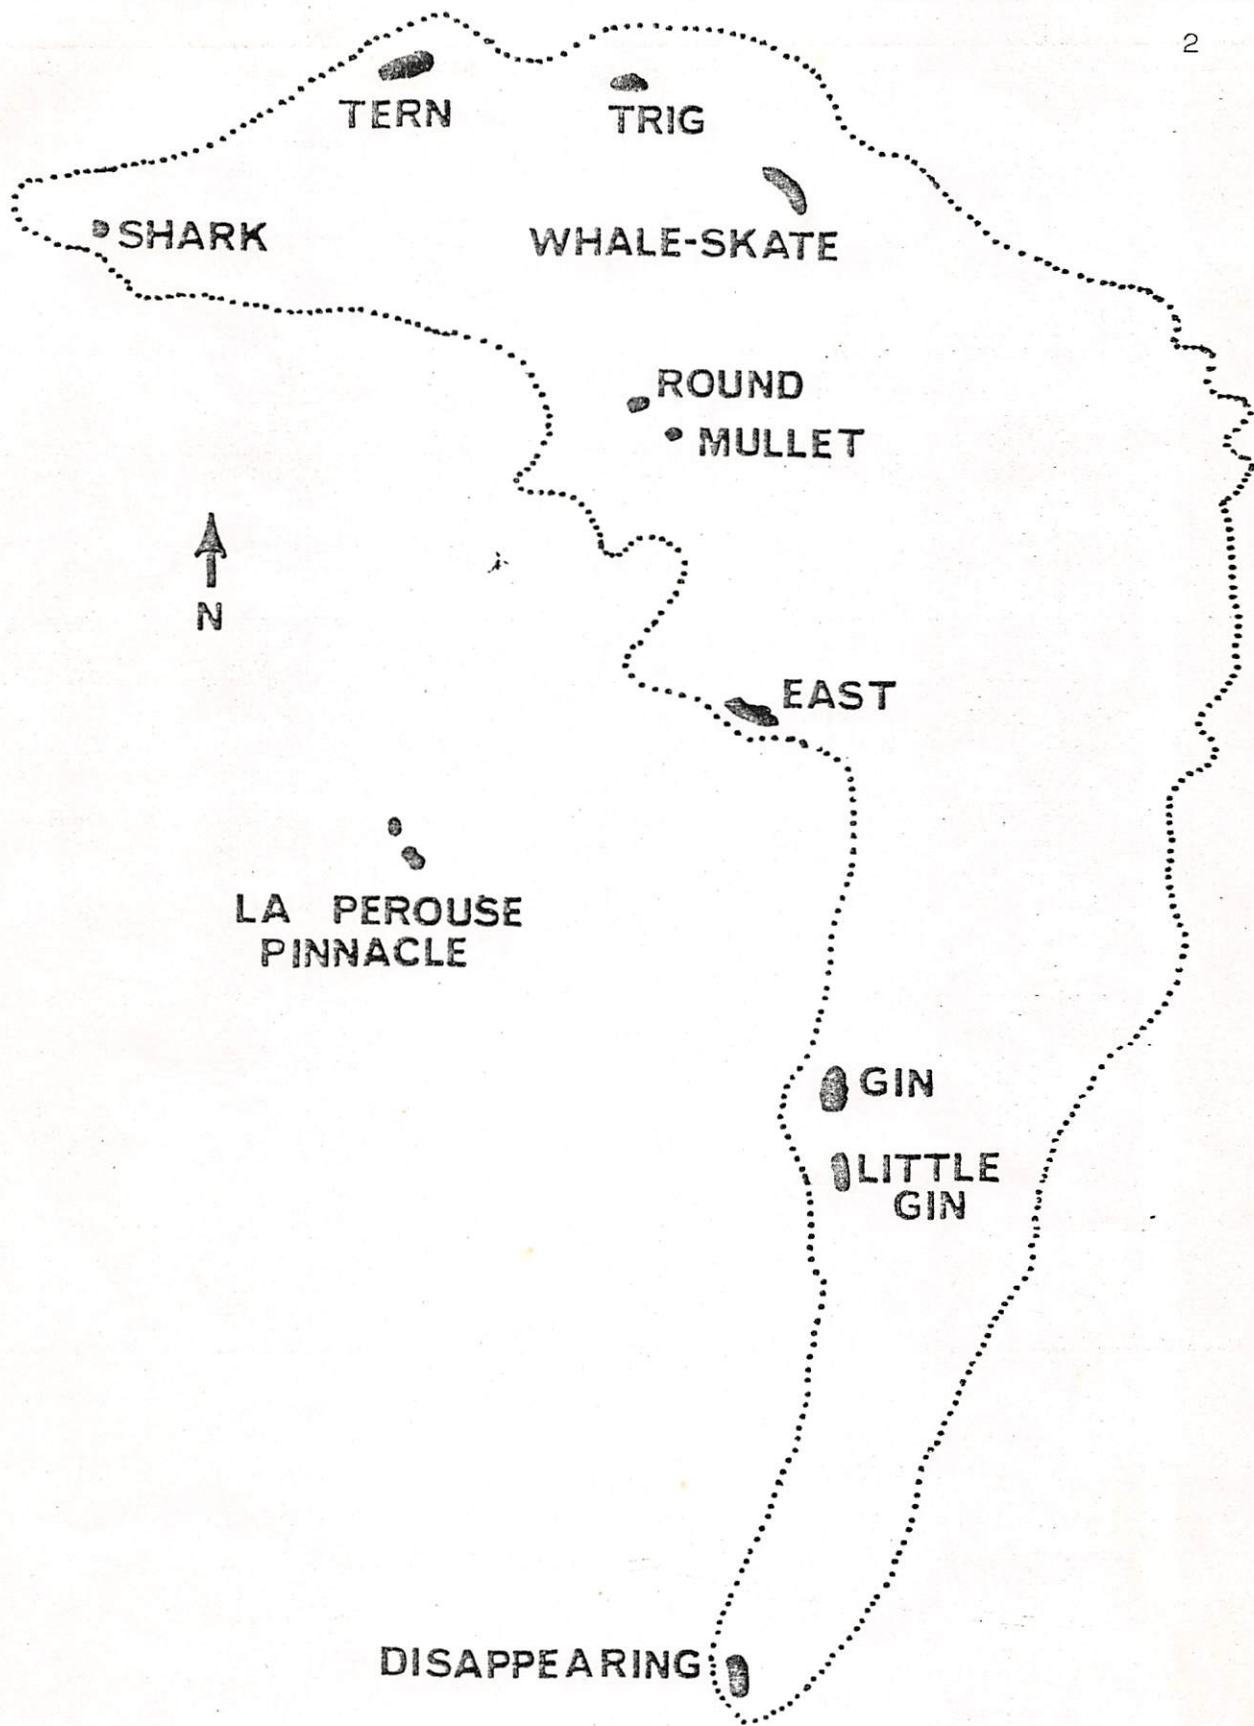 2
TERN
TRIG
SHARK
WHALE-SKATE
ROUND
MULLET
N
EAST
LA PEROUSE
PINNACLE
GIN
LITTLE
GIN
DISAPPEARING